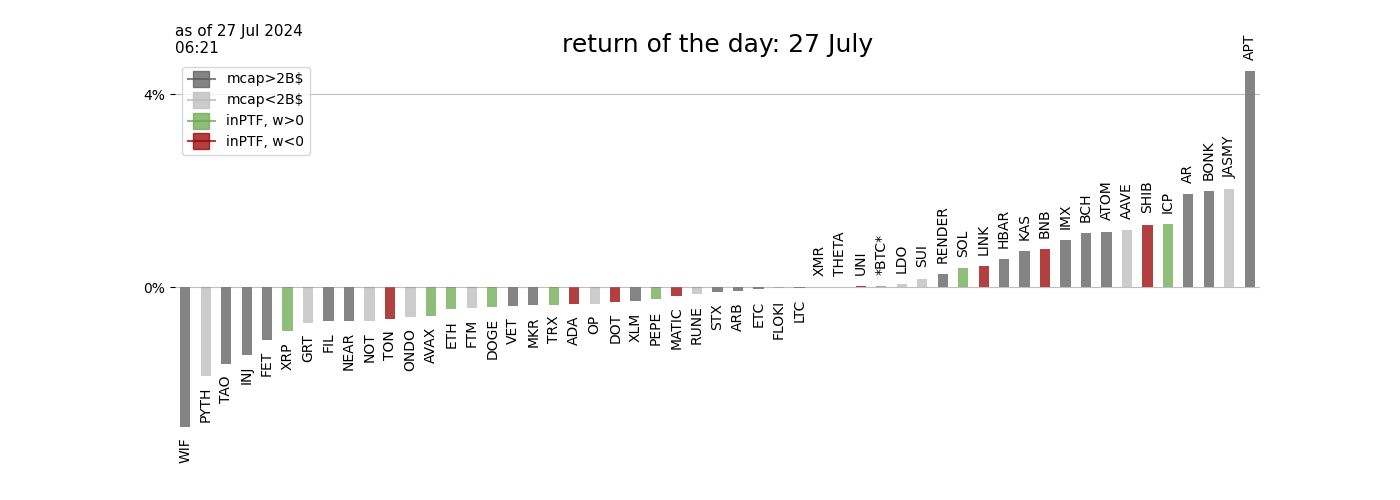 as of 27 Jul 2024
06:21
return of the day: 27 July
mcap>2B$
mcap<2B$
inPTF, w>0
inPTF, w<0
4%
0%
WIF
PYTH
TAO
INJ
FET
XRP
GRT
FIL
NEAR
NOT
TON
ONDO
AVAX
ETH
FTM
DOGE
VET
MKR
TRX
ADA
OP
DOT
XLM
PEPE
MATIC
RUNE
STX
ARB
ETC
FLOKI
LTC
XMR
THETA
UNI
*BTC*
LDO
SUI
RENDER
SOL
LINK
HBAR
KAS
BNB
IMX
BCH
ATOM
AAVE
SHIB
ICP
AR
BONK
JASMY
APT